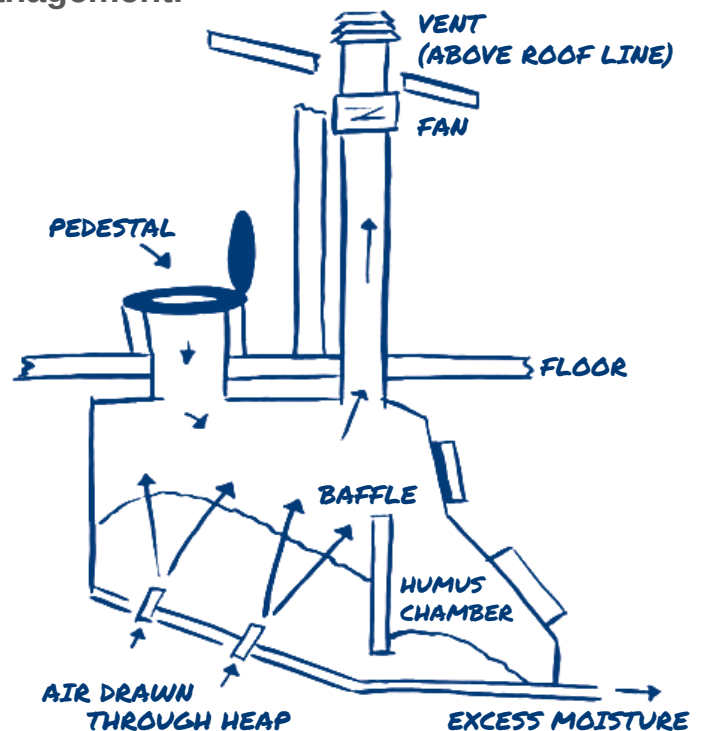 VENT
(ABOVE ROOF LINE)
FAN
PEDESTAL
FLOOR
BAFFLE
HUMUS
CHAMBER
AIR DRAWN
THROUGH HEAP
EXCESS MOISTURE